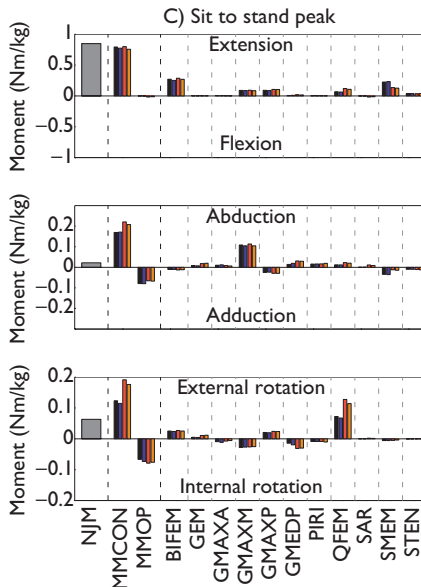 C) Sit to stand peak
Moment (Nm/kg)
1
0.5
0
−0.5
−1
Extension
Flexion
Moment (Nm/kg)
0.2
0.1
0
−0.1
−0.2
Abduction
Adduction
Moment (Nm/kg)
0.2
0.1
0
−0.1
−0.2
External rotation
Internal rotation
NJM
MMCON
MMOP
BIFEM
GEM
GMAXA
GMAXM
GMAXP
GMEDP
PIRI
QFEM
SAR
SMEM
STEN